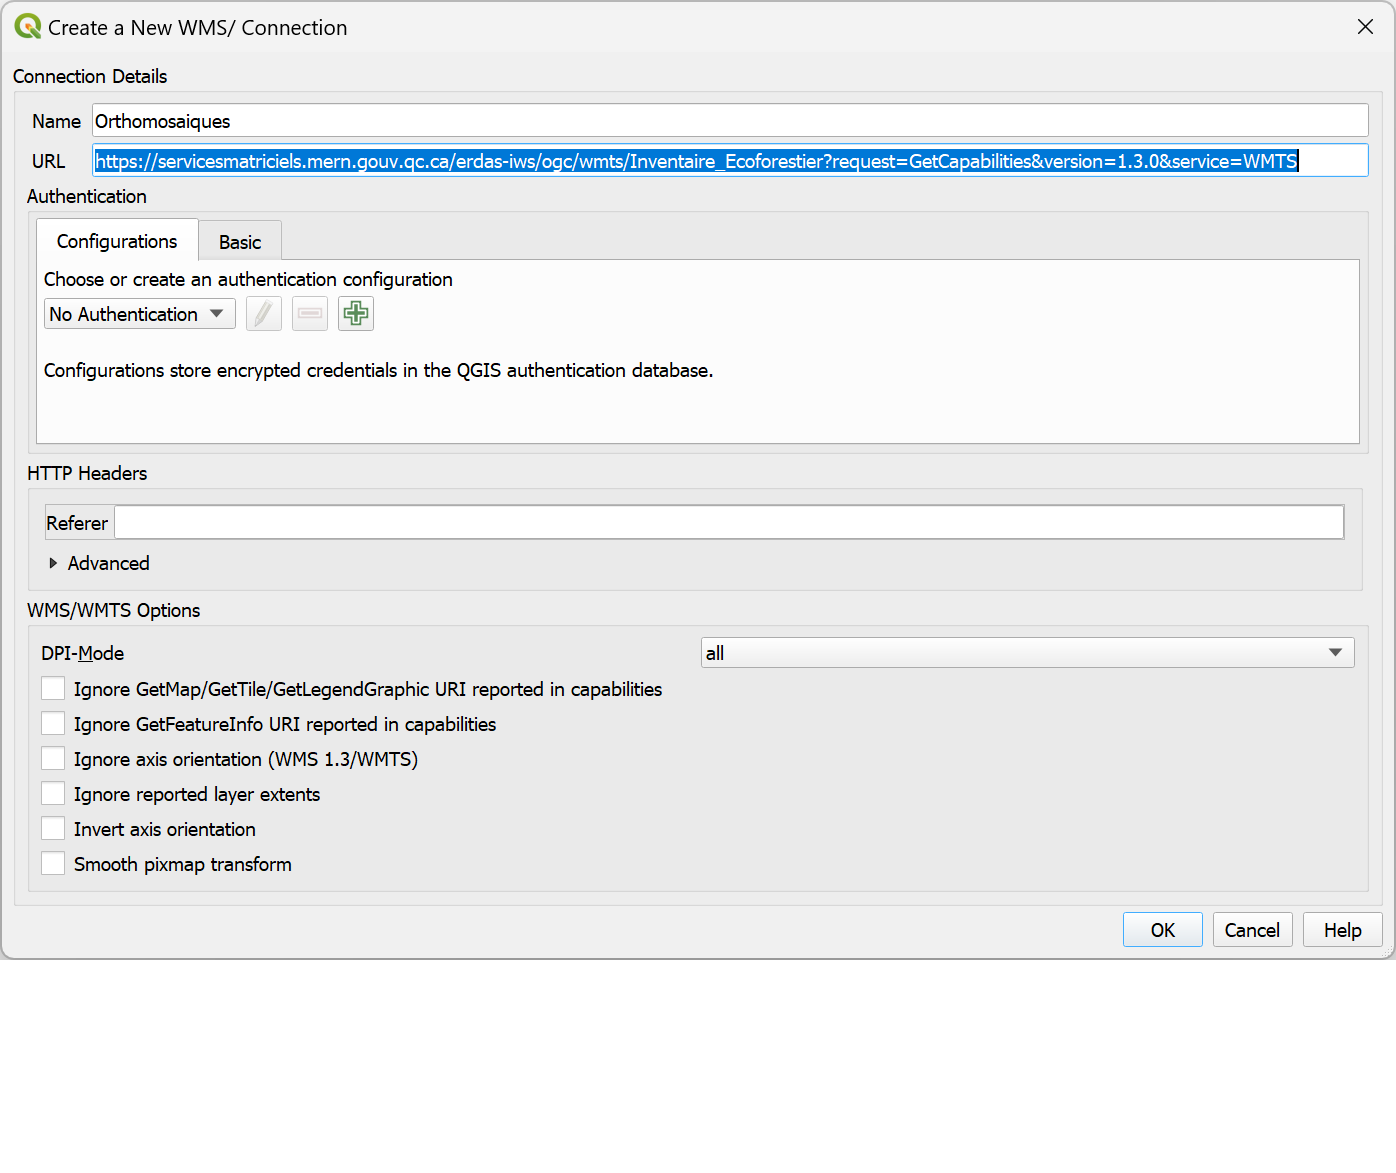 Create a New WMS/ Connection
Connection Details
Name Orthomosaiques
URL https://servicesmatriciels.mern.gouv.qc.ca/erdas-iws/ogc/wmts/Inventaire_Ecoforestier?request=GetCapabilities&version=1.3.0&service=WMTS
Authentication
Configurations Basic
Choose or create an authentication configuration
No Authentication
Configurations store encrypted credentials in the QGIS authentication database.
HTTP Headers
Referer
Advanced
WMS/WMTS Options
DPI-Mode all
Ignore GetMap/GetTile/GetLegendGraphic URI reported in capabilities
Ignore GetFeatureInfo URI reported in capabilities
Ignore axis orientation (WMS 1.3/WMTS)
Ignore reported layer extents
Invert axis orientation
Smooth pixmap transform
OK Cancel Help